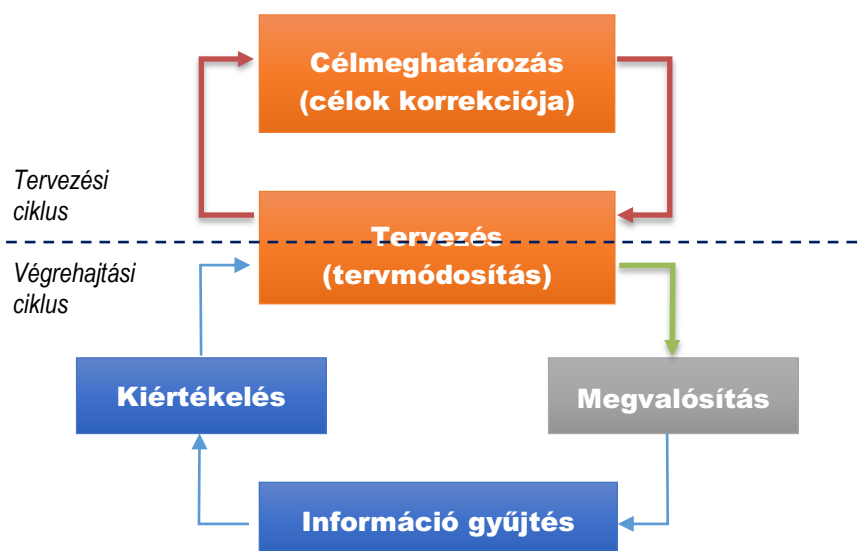 Célmeghatározás
(célok korrekciója)
Tervezési
ciklus
Tervezés
(tervmódosítás)
Végrehajtási
ciklus
Kiértékelés
Megvalósítás
Információ gyűjtés